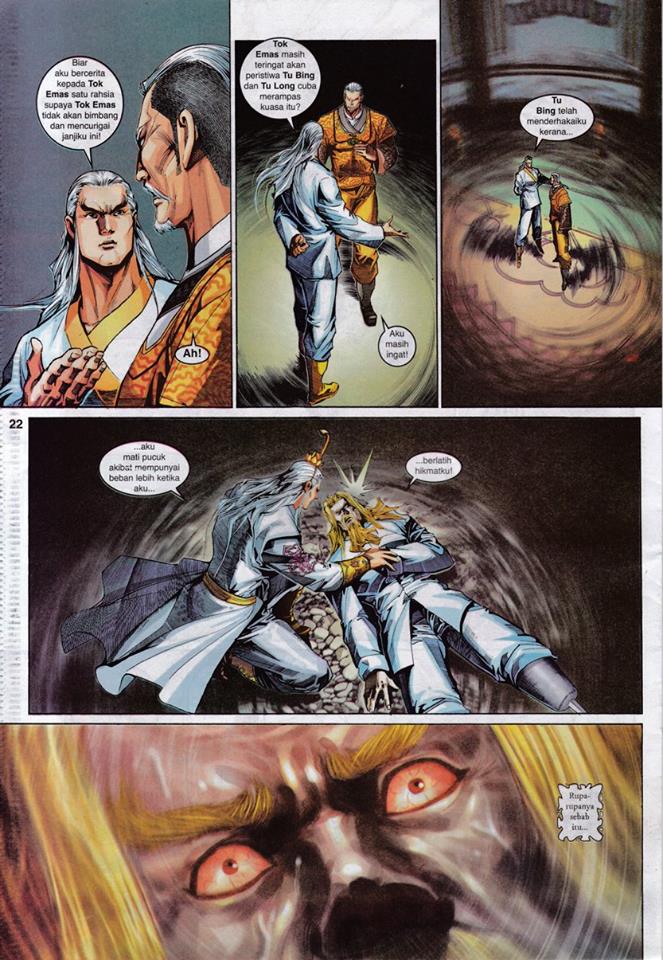 Biar
aku bercerita
kepada Tok
Emas satu rahsia
supaya Tok Emas
tidak akan bimbang
dan mencurigai
janjiku ini!
Ah!
Tok
Emas masih
teringat akan
peristiwa Tu Bing
dan Tu Long cuba
merampas
kuasa itu?
Aku
masih
ingat!
Tu
Bing telah
menderhakaiku
kerana...
22
...aku
mati pucuk
akibat mempunyai
beban lebih ketika
aku...
...berlatih
hikmatku!
Rupa-
rupanya
sebab
itu...